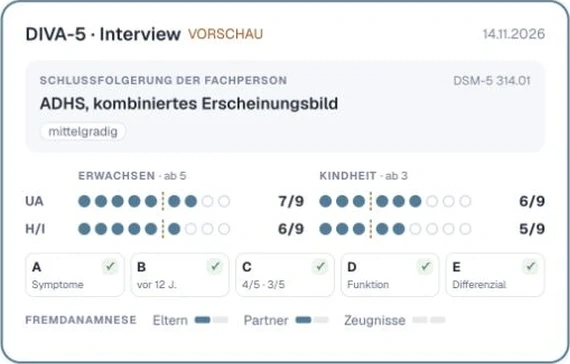 DIVA-5 · Interview VORSCHAU 14.11.2026
SCHLUSSFOLGERUNG DER FACHPERSON DSM-5 314.01
ADHS, kombiniertes Erscheinungsbild
mittelgradig
ERWACHSEN · ab 5 KINDHEIT · ab 3
UA 7/9 6/9
H/I 6/9 5/9
A B C D E
Symptome vor 12 J. 4/5 · 3/5 Funktion Differenzial
FREMDANAMNESE Eltern Partner Zeugnisse